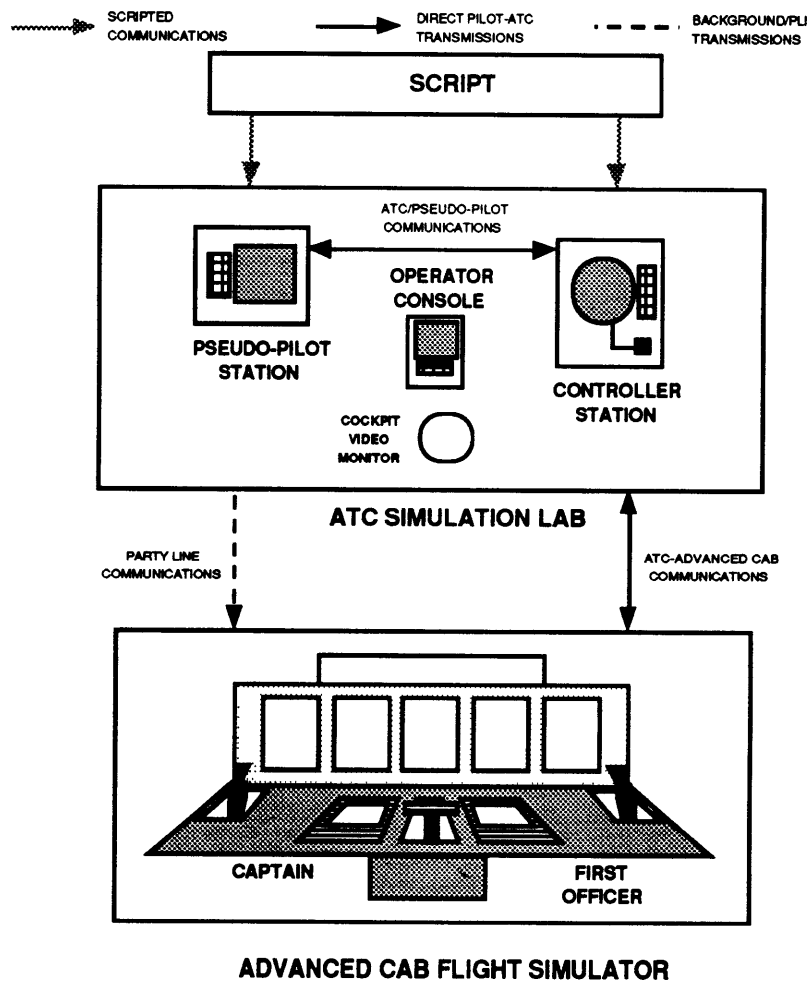 SCRIPTED
COMMUNICATIONS
DIRECT PILOT-ATC
TRANSMISSIONS
BACKGROUND/PLI
TRANSMISSIONS
SCRIPT
ATC/PSEUDO-PILOT
COMMUNICATIONS
OPERATOR
CONSOLE
PSEUDO-PILOT
STATION
CONTROLLER
STATION
COCKPIT
VIDEO
MONITOR
ATC SIMULATION LAB
PARTY LINE
COMMUNICATIONS
ATC-ADVANCED CAB
COMMUNICATIONS
CAPTAIN
FIRST
OFFICER
ADVANCED CAB FLIGHT SIMULATOR